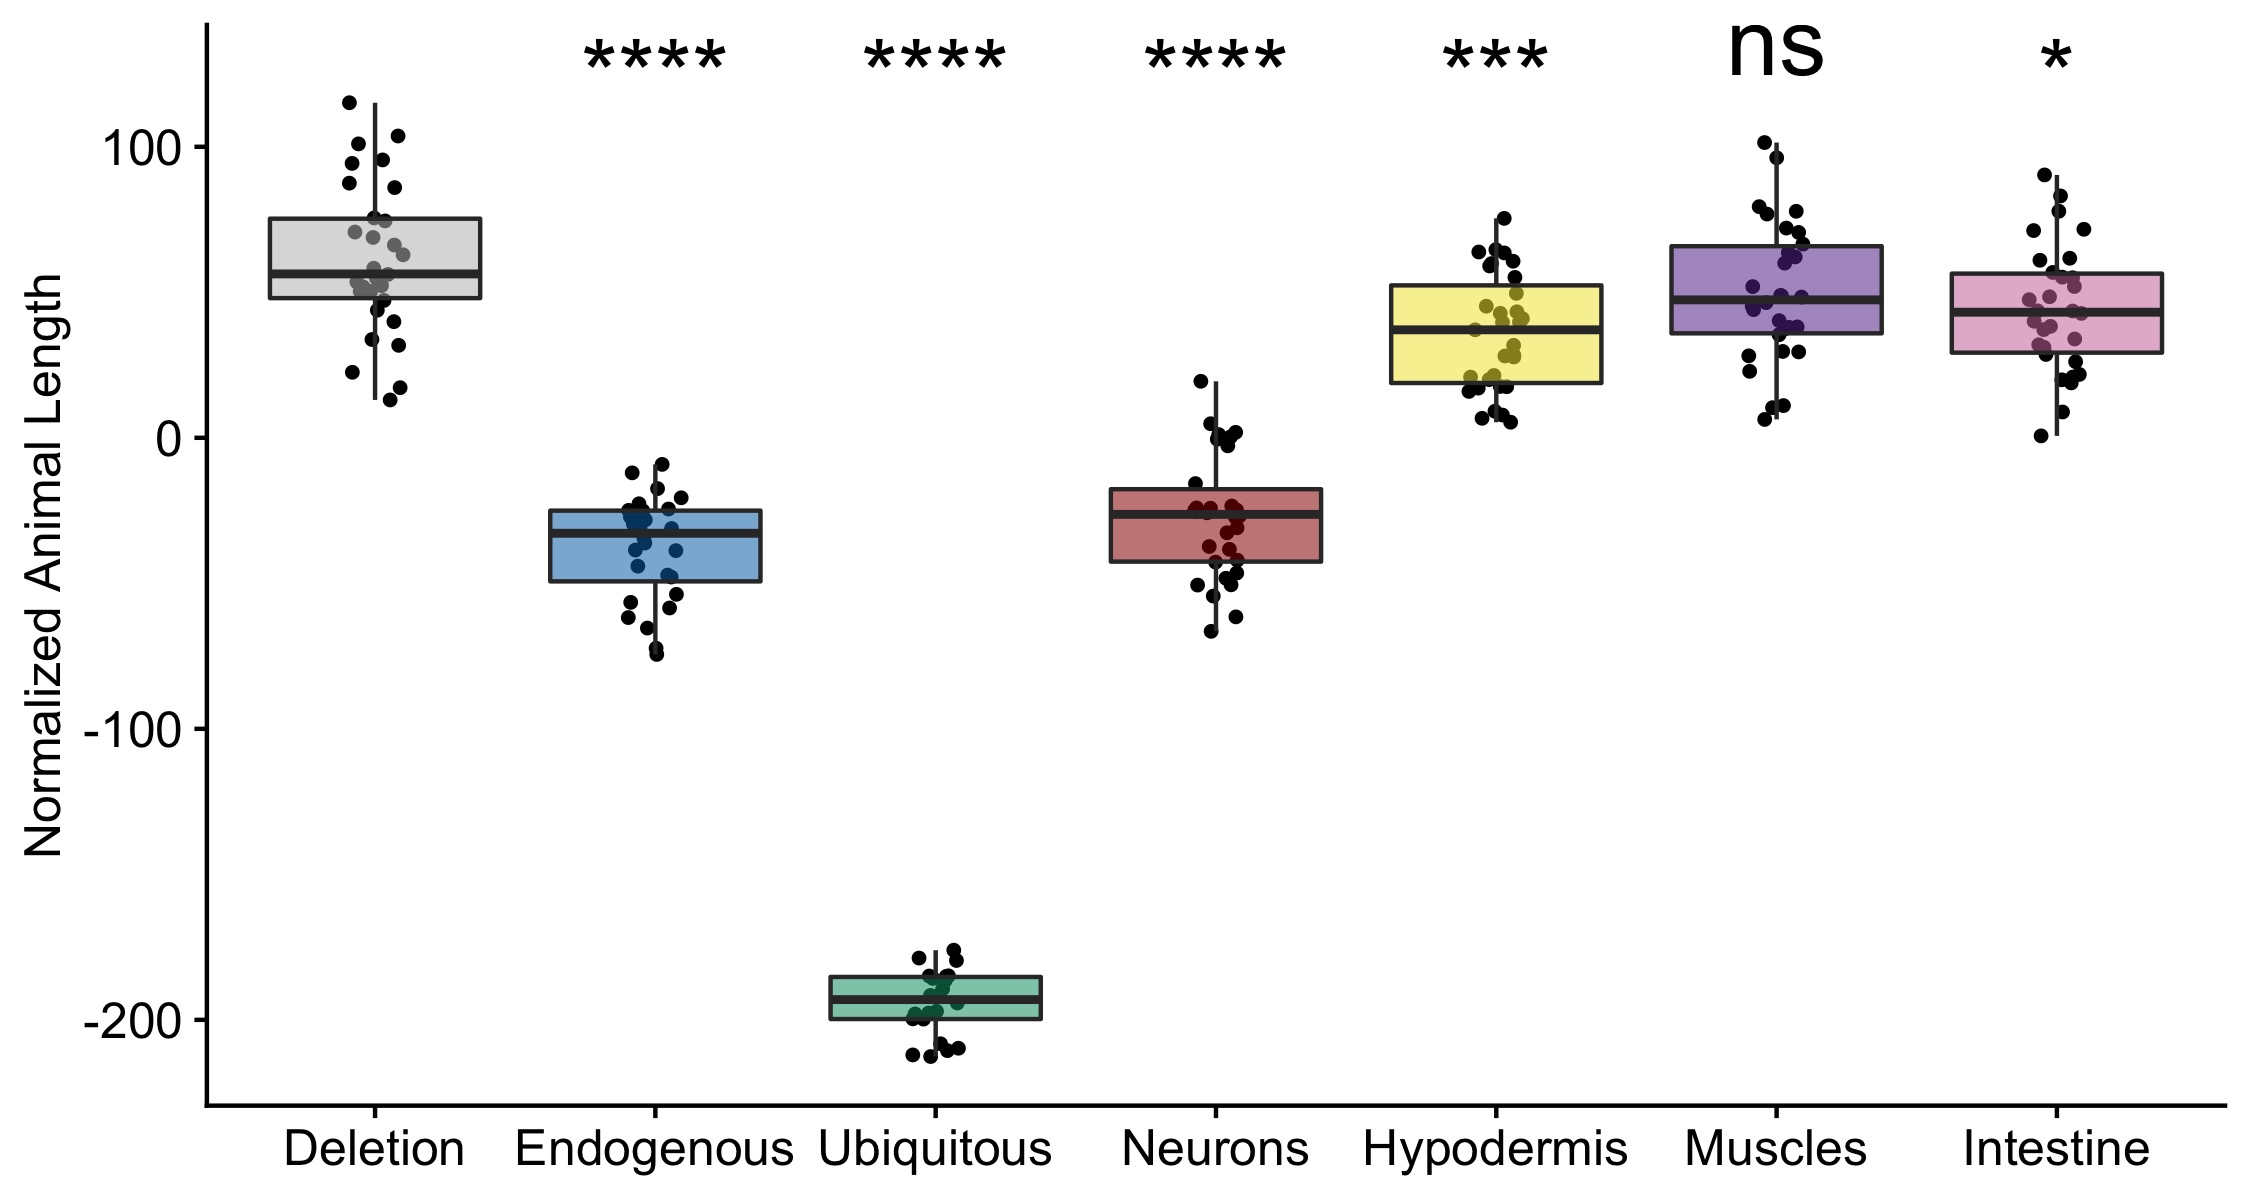 **** **** **** *** ns *
Normalized Animal Length
100
0
-100
-200
Deletion Endogenous Ubiquitous Neurons Hypodermis Muscles Intestine